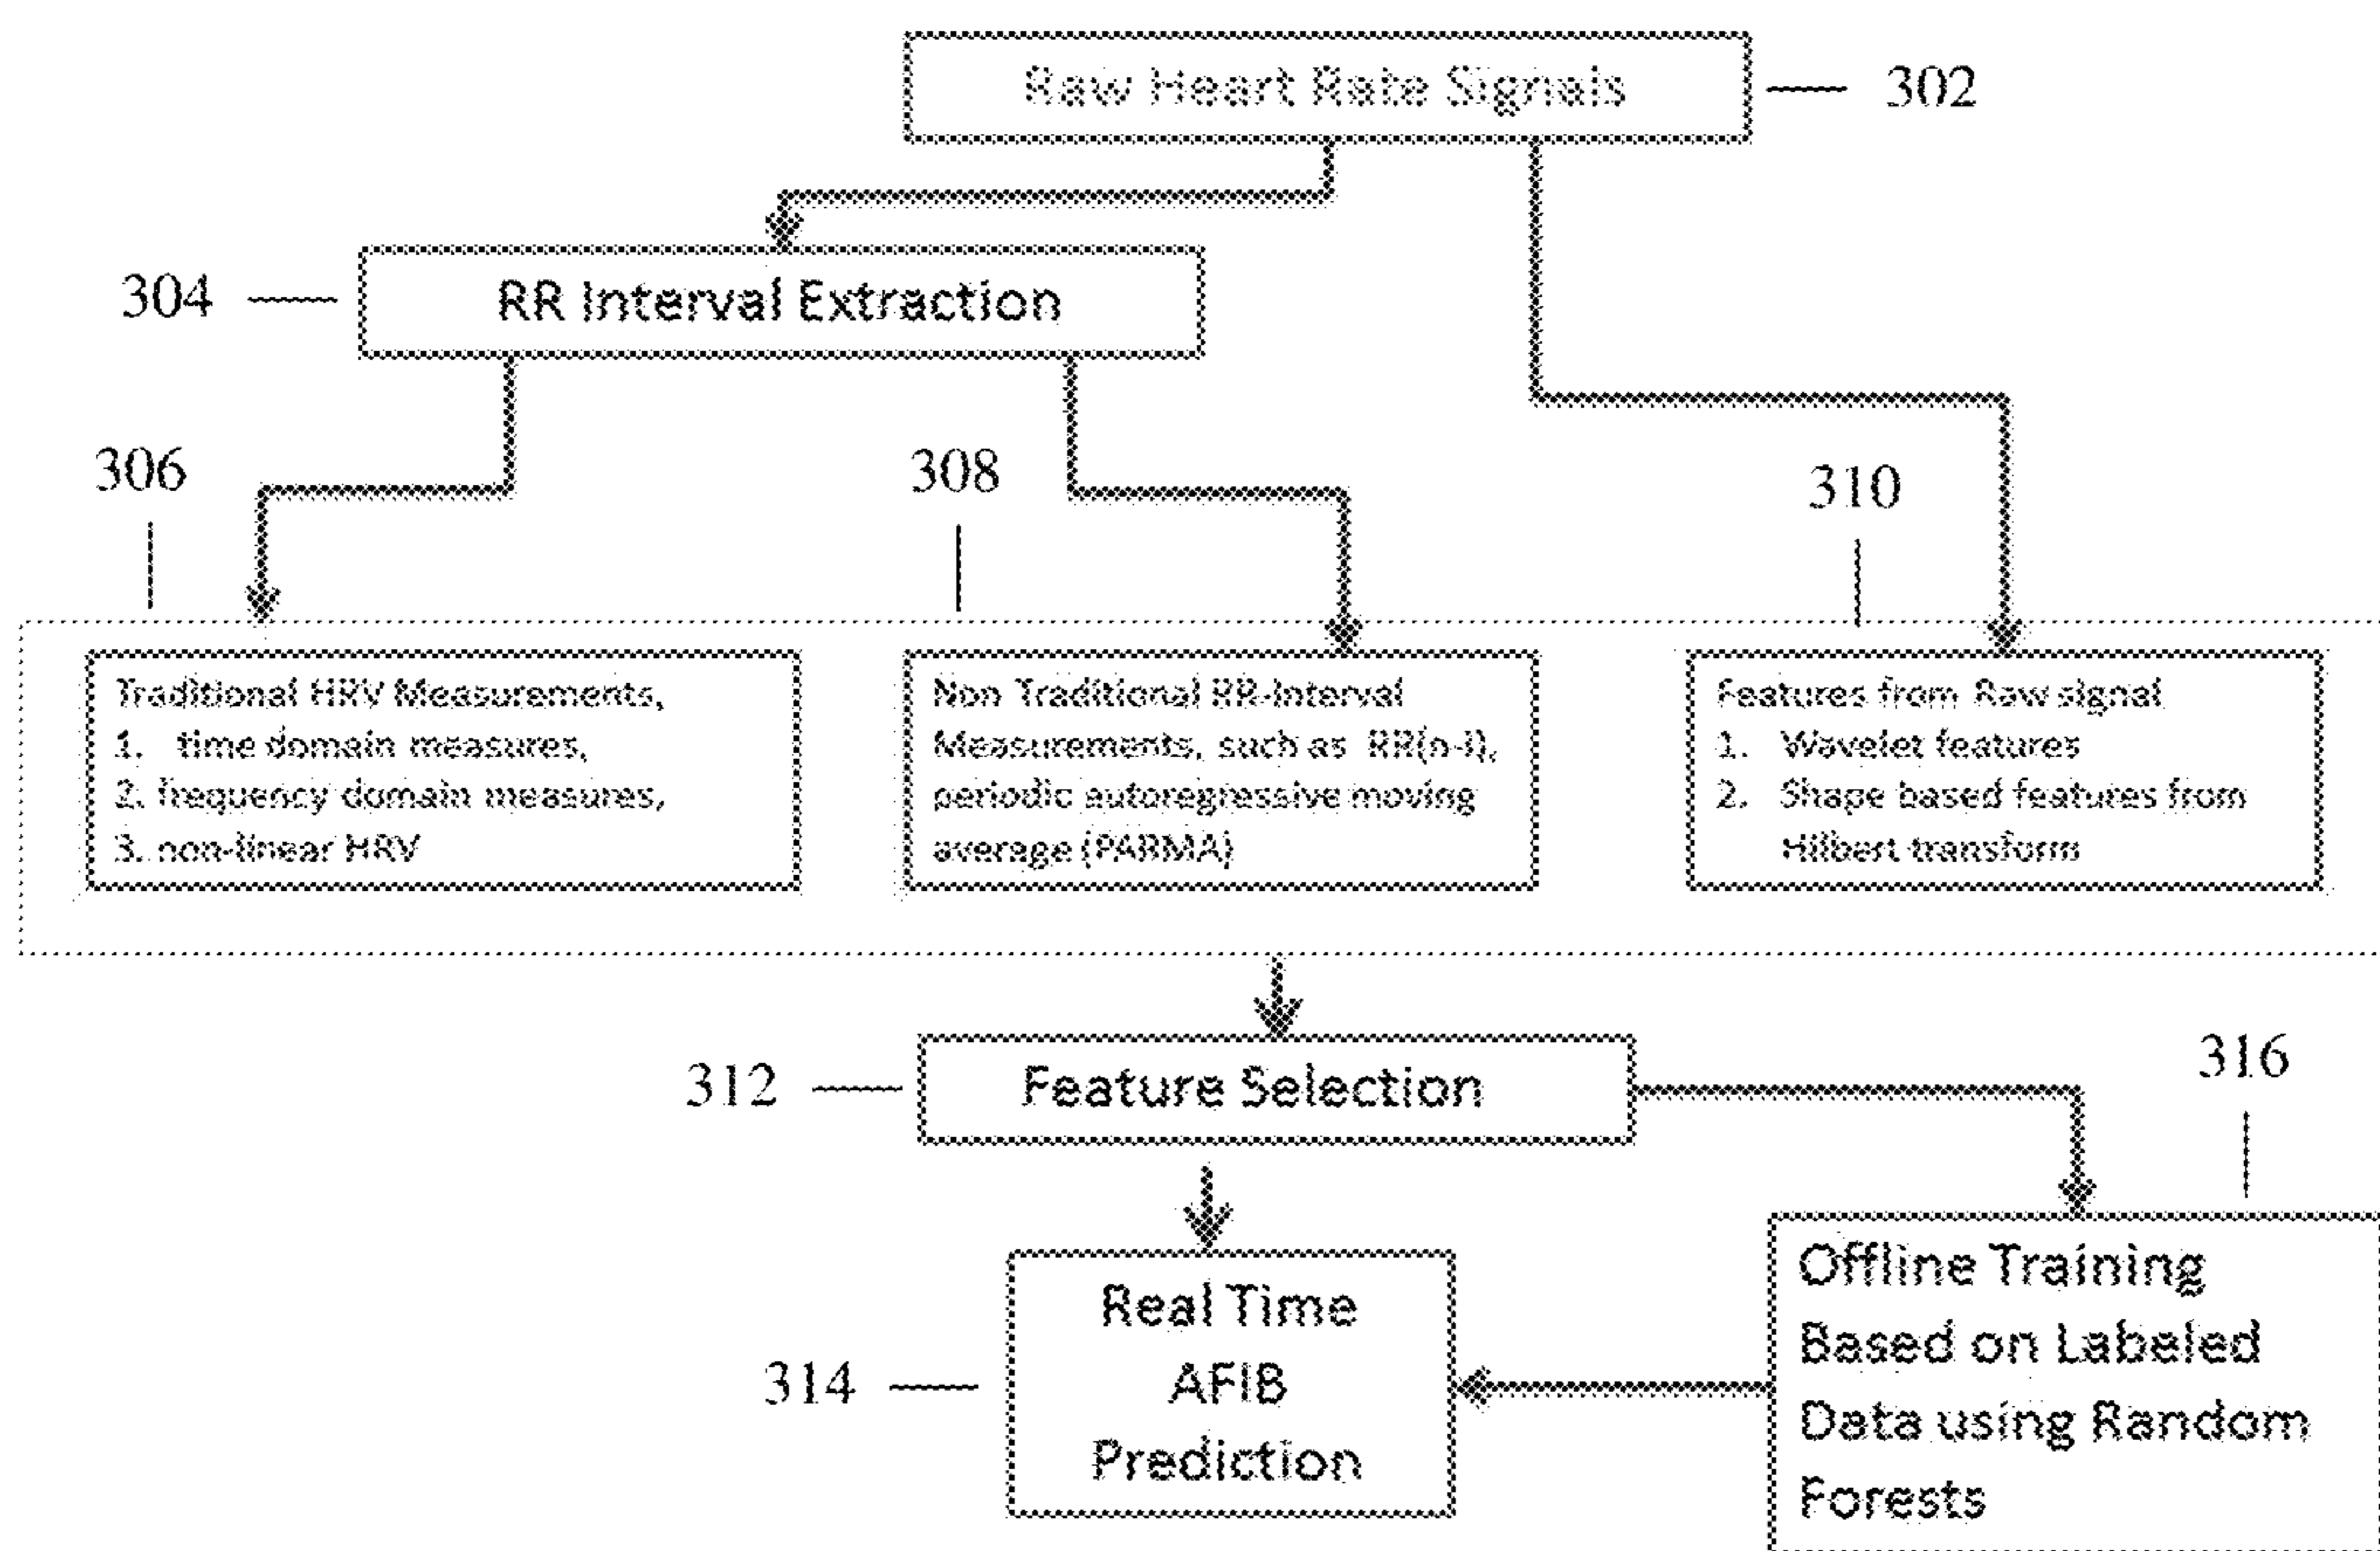 Raw Heart Rate Signals
302
304
RR Interval Extraction
306
308
310
Traditional HRV Measurements,
1. time domain measures,
2. frequency domain measures,
3. non-linear HRV
Non Traditional RR-Interval
Measurements, such as RR(n-i),
periodic autoregressive moving
average (PARMA)
Features from Raw signal
1. Wavelet features
2. Shape based features from
Hilbert transform
312
Feature Selection
316
314
Real Time
AFIB
Prediction
Offline Training
Based on Labeled
Data using Random
Forests